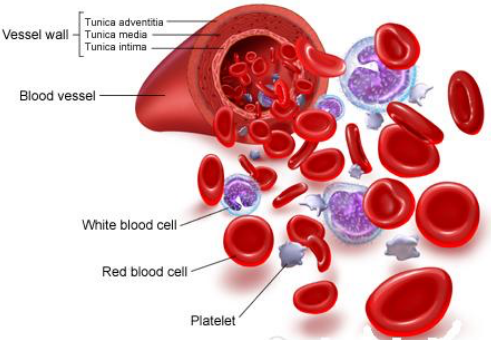 Tunica adventitia
Vessel wall
Tunica media
Tunica intima
Blood vessel
White blood cell
Red blood cell
Platelet